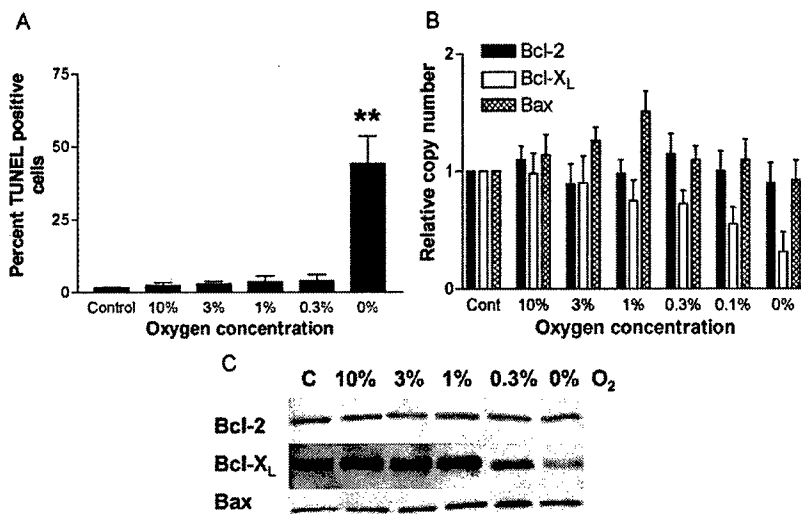 A
Percent TUNEL positive
cells
75
50
25
0
**
Control 10% 3% 1% 0.3% 0%
Oxygen concentration
B
Relative copy number
2
1
0
Bcl-2
Bcl-XL
Bax
Cont 10% 3% 1% 0.3% 0.1% 0%
Oxygen concentration
C
C 10% 3% 1% 0.3% 0% O2
Bcl-2
Bcl-XL
Bax